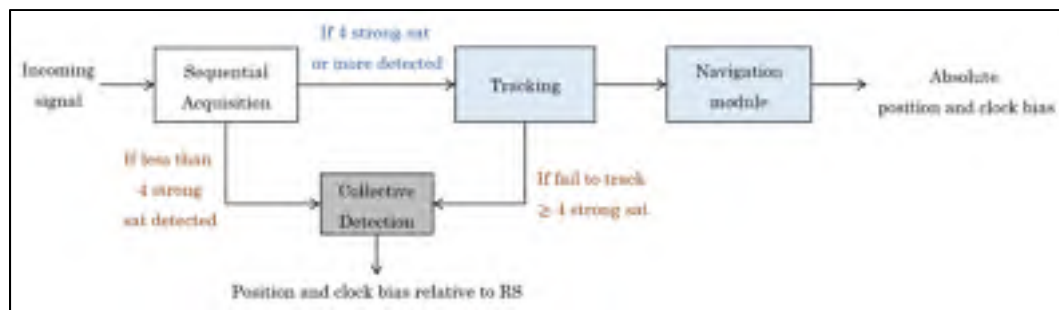 Incoming
signal
Sequential
Acquisition
If 4 strong sat
or more detected
Tracking
Navigation
module
Absolute
position and clock bias
If less than
4 strong
sat detected
Collective
Detection
If fail to track
≥ 4 strong sat
Position and clock bias relative to RS